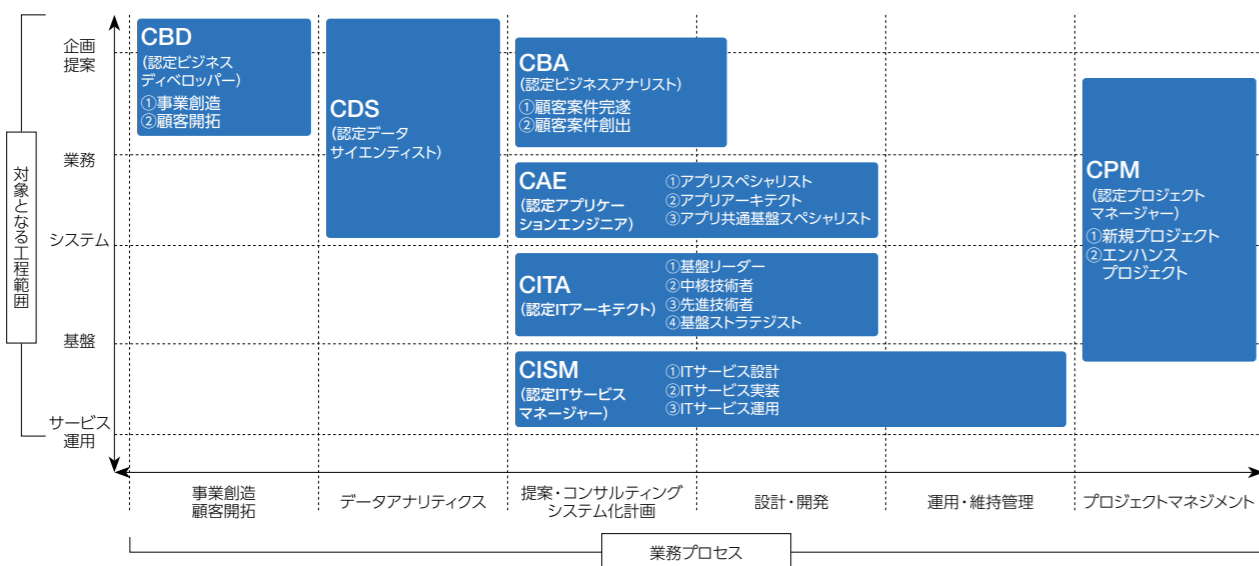 対象となる工程範囲
企画
提案
業務
システム
基盤
サービス
運用
CBD
(認定ビジネス
ディベロッパー)
①事業創造
②顧客開拓
CDS
(認定データ
サイエンティスト)
CBA
(認定ビジネスアナリスト)
①顧客案件完遂
②顧客案件創出
CAE
(認定アプリケー
ションエンジニア)
①アプリスペシャリスト
②アプリアーキテクト
③アプリ共通基盤スペシャリスト
CITA
(認定ITアーキテクト)
①基盤リーダー
②中核技術者
③先進技術者
④基盤ストラテジスト
CISM
(認定ITサービス
マネージャー)
①ITサービス設計
②ITサービス実装
③ITサービス運用
CPM
(認定プロジェクト
マネージャー)
①新規プロジェクト
②エンハンス
プロジェクト
事業創造
顧客開拓
データアナリティクス
提案・コンサルティング
システム化計画
設計・開発
運用・維持管理
プロジェクトマネジメント
業務プロセス